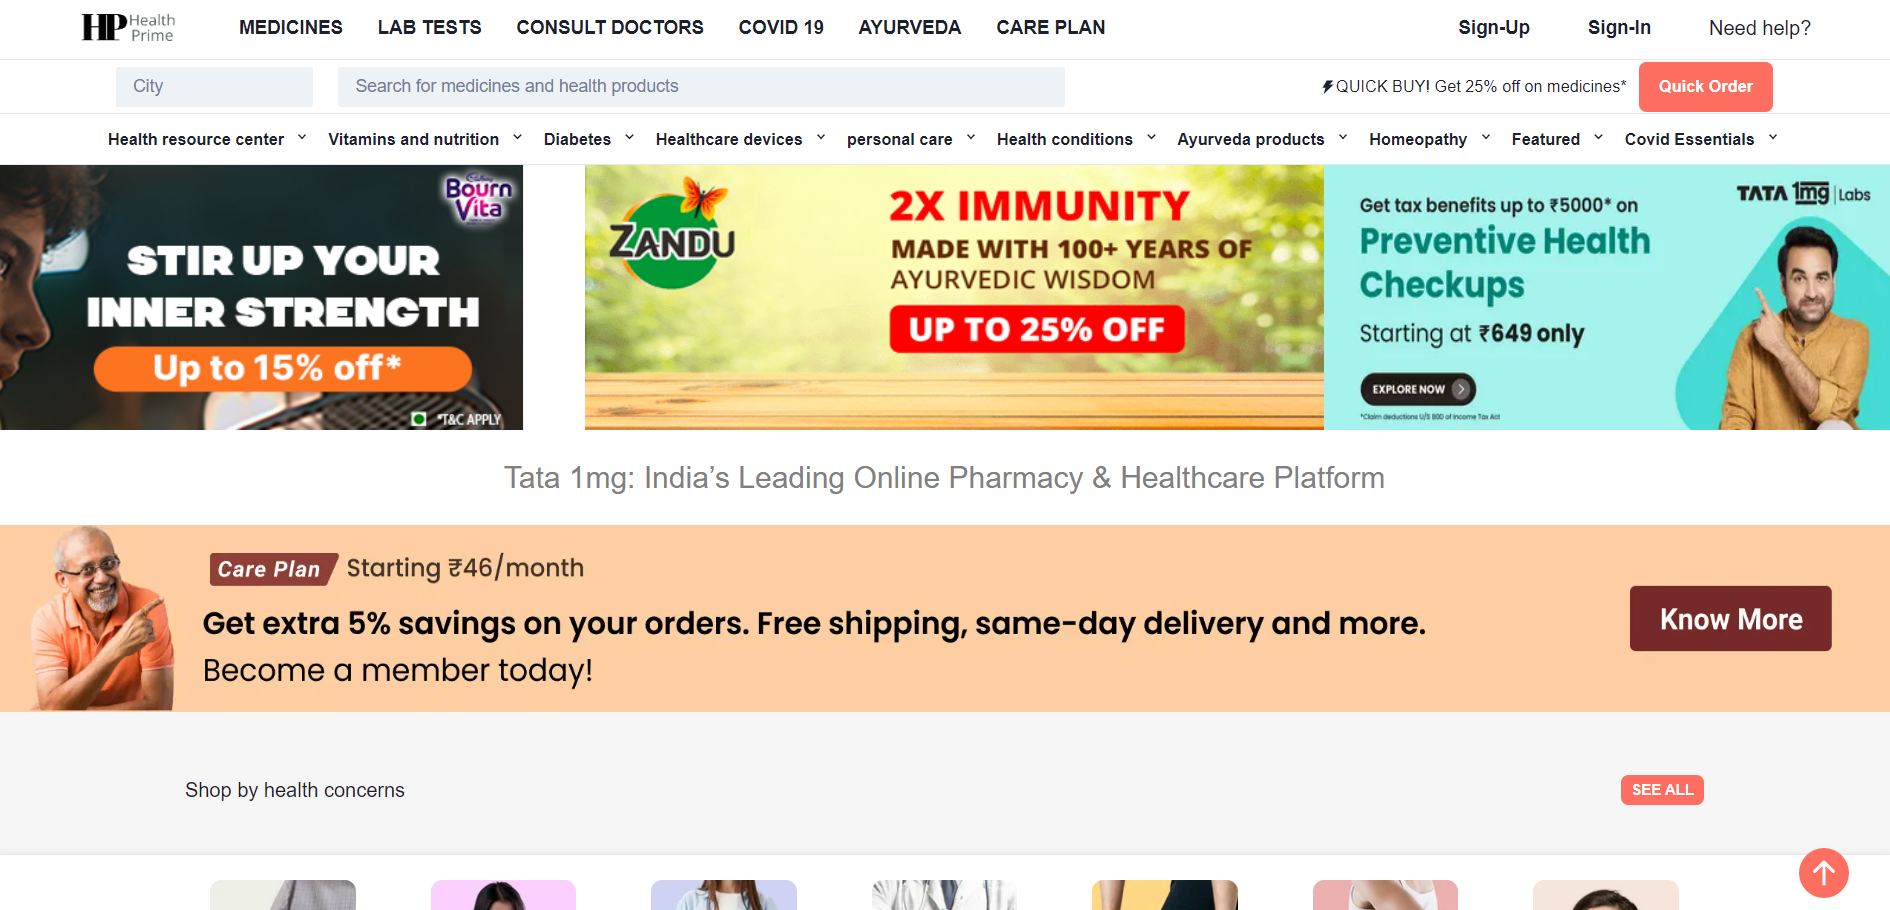 HP Health Prime
MEDICINES
LAB TESTS
CONSULT DOCTORS
COVID 19
AYURVEDA
CARE PLAN
Sign-Up
Sign-In
Need help?
City
Search for medicines and health products
QUICK BUY! Get 25% off on medicines*
Quick Order
Health resource center
Vitamins and nutrition
Diabetes
Healthcare devices
personal care
Health conditions
Ayurveda products
Homeopathy
Featured
Covid Essentials
Cadbury
Bourn
Vita
STIR UP YOUR
INNER STRENGTH
Up to 15% off*
*T&C APPLY
ZANDU
2X IMMUNITY
MADE WITH 100+ YEARS OF
AYURVEDIC WISDOM
UP TO 25% OFF
TATA 1mg Labs
Get tax benefits up to ₹5000* on
Preventive Health
Checkups
Starting at ₹649 only
EXPLORE NOW
*Claim deductions U/S 80D of Income Tax Act
Tata 1mg: India’s Leading Online Pharmacy & Healthcare Platform
Care Plan Starting ₹46/month
Get extra 5% savings on your orders. Free shipping, same-day delivery and more.
Become a member today!
Know More
Shop by health concerns
SEE ALL